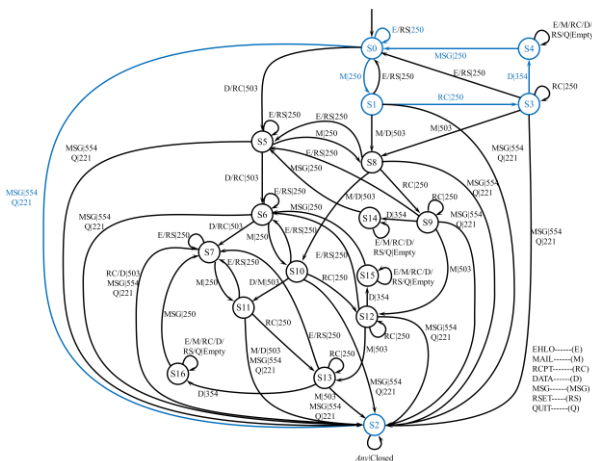 E/RS|250
S0
MSG|250
S4
E/M/RC/D/
RS/Q|Empty
M|250
E/RS|250
E/RS|250
D|354
D/RC|503
S1
RC|250
S3
RC|250
E/RS|250
S5
E/RS|250
M|250
M/D|503
M|503
S8
MSG|554
Q|221
E/RS|250
MSG|554
Q|221
MSG|554
Q|221
D/RC|503
MSG|250
RC|250
RC|250
E/RS|250
M/D|503
S14
D|354
S9
MSG|554
Q|221
MSG|554
Q|221
S6
MSG|250
E/M/RC/D/
RS/Q|Empty
MSG|554
Q|221
D/RC|503
M|250
E/RS|250
E/RS|250
E/RS|250
S7
M|503
RC/D|503
MSG|554
Q|221
M|250
E/RS|250
S10
RC|250
S15
E/M/RC/D/
RS/Q|Empty
D/M|503
D|354
MSG|250
S11
RC|250
S12
RC|250
MSG|554
Q|221
E/M/RC/D/
RS/Q|Empty
S16
M/D|503
MSG|554
Q|221
E/RS|250
M|503
RC|250
S13
D|354
M|503
MSG|554
Q|221
MSG|554
Q|221
S2
Any|Closed
EHLO------(E)
MAIL------(M)
RCPT-------(RC)
DATA------(D)
MSG------(MSG)
RSET------(RS)
QUIT------(Q)